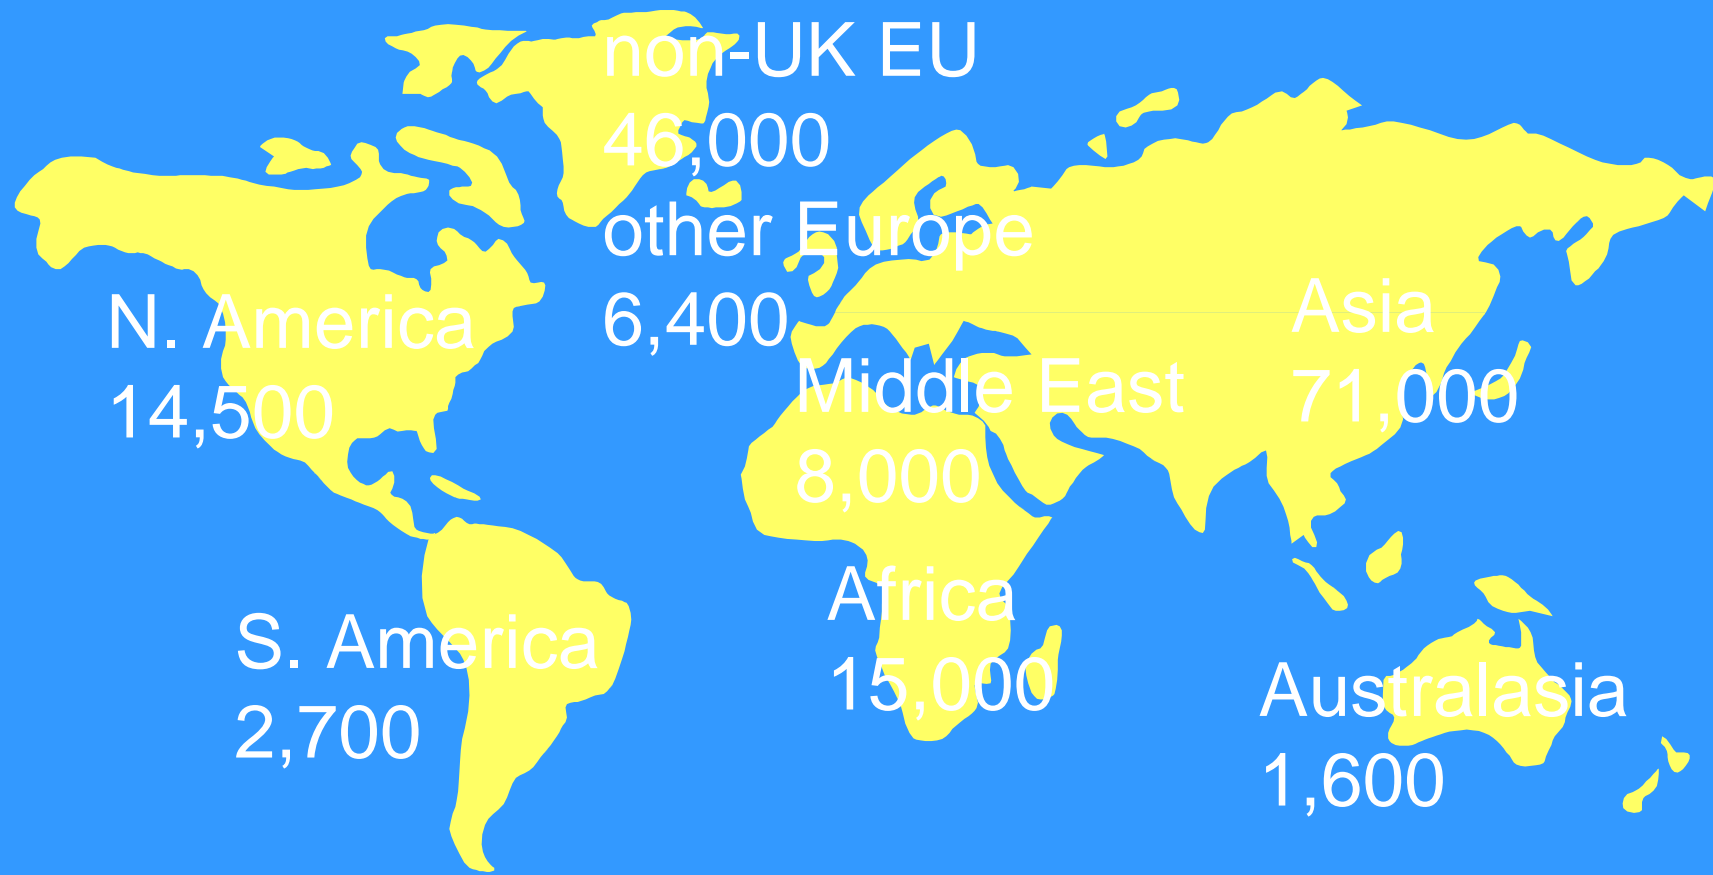 non-UK EU
46,000
other Europe
6,400
N. America
14,500
Asia
71,000
Middle East
8,000
Africa
15,000
S. America
2,700
Australasia
1,600